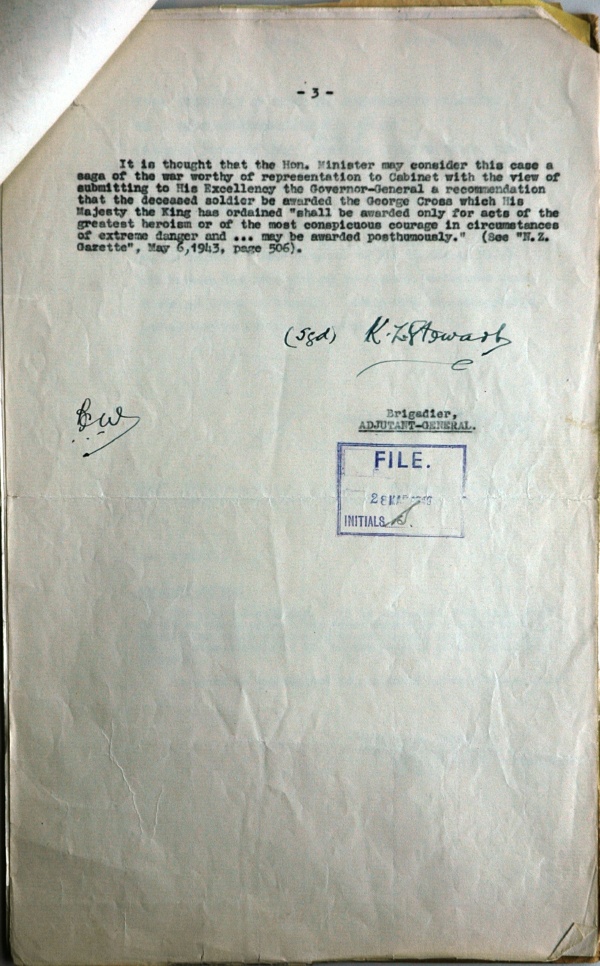 - 3 -
It is thought that the Hon. Minister may consider this case a
saga of the war worthy of representation to Cabinet with the view of
submitting to His Excellency the Governor-General a recommendation
that the deceased soldier be awarded the George Cross which His
Majesty the King has ordained "shall be awarded only for acts of the
greatest heroism or of the most conspicuous courage in circumstances
of extreme danger and ... may be awarded posthumously." (See "N.Z.
Gazette", May 6,1943, page 506).
(Sgd) K. L. Stewart
Brigadier,
ADJUTANT-GENERAL.
FILE.
28 MAR
INITIALS